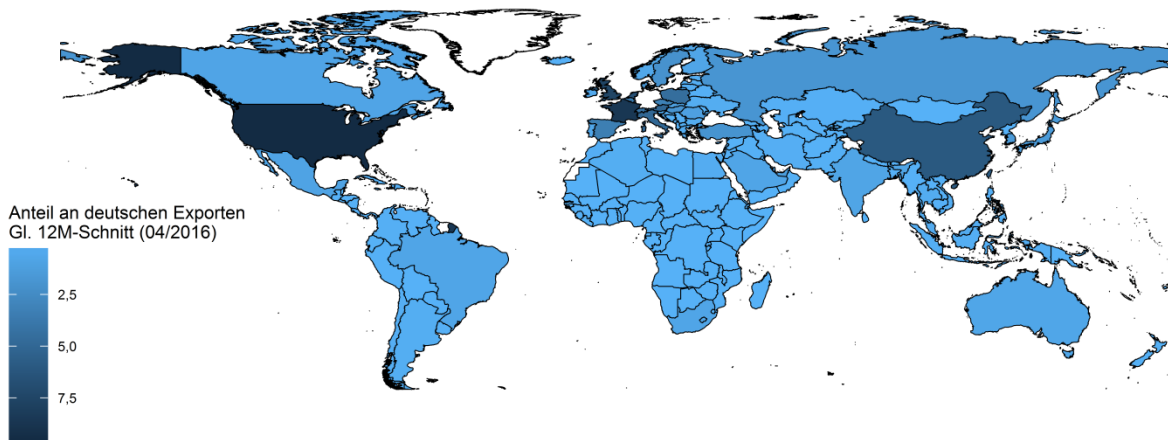 Anteil an deutschen Exporten
Gl. 12M-Schnitt (04/2016)
2,5
5,0
7,5